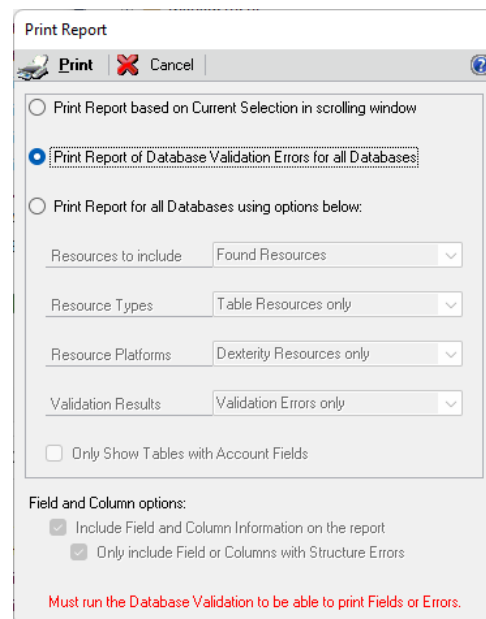 Print Report
Print Cancel
Print Report based on Current Selection in scrolling window
Print Report of Database Validation Errors for all Databases
Print Report for all Databases using options below:
Resources to include Found Resources
Resource Types Table Resources only
Resource Platforms Dexterity Resources only
Validation Results Validation Errors only
Only Show Tables with Account Fields
Field and Column options:
Include Field and Column Information on the report
Only include Field or Columns with Structure Errors
Must run the Database Validation to be able to print Fields or Errors.